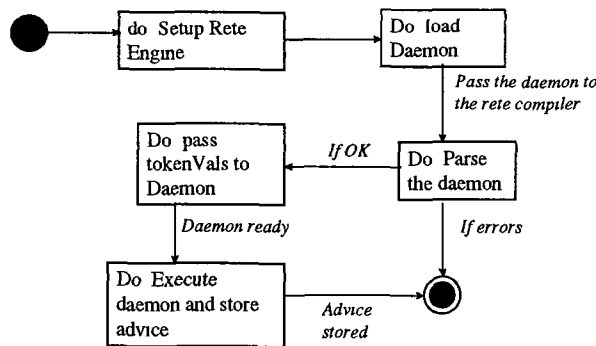 do Setup Rete
Engine
Do load
Daemon
Pass the daemon to
the rete compiler
Do Parse
the daemon
If OK
Do pass
tokenVals to
Daemon
Daemon ready
If errors
Do Execute
daemon and store
advice
Advice
stored